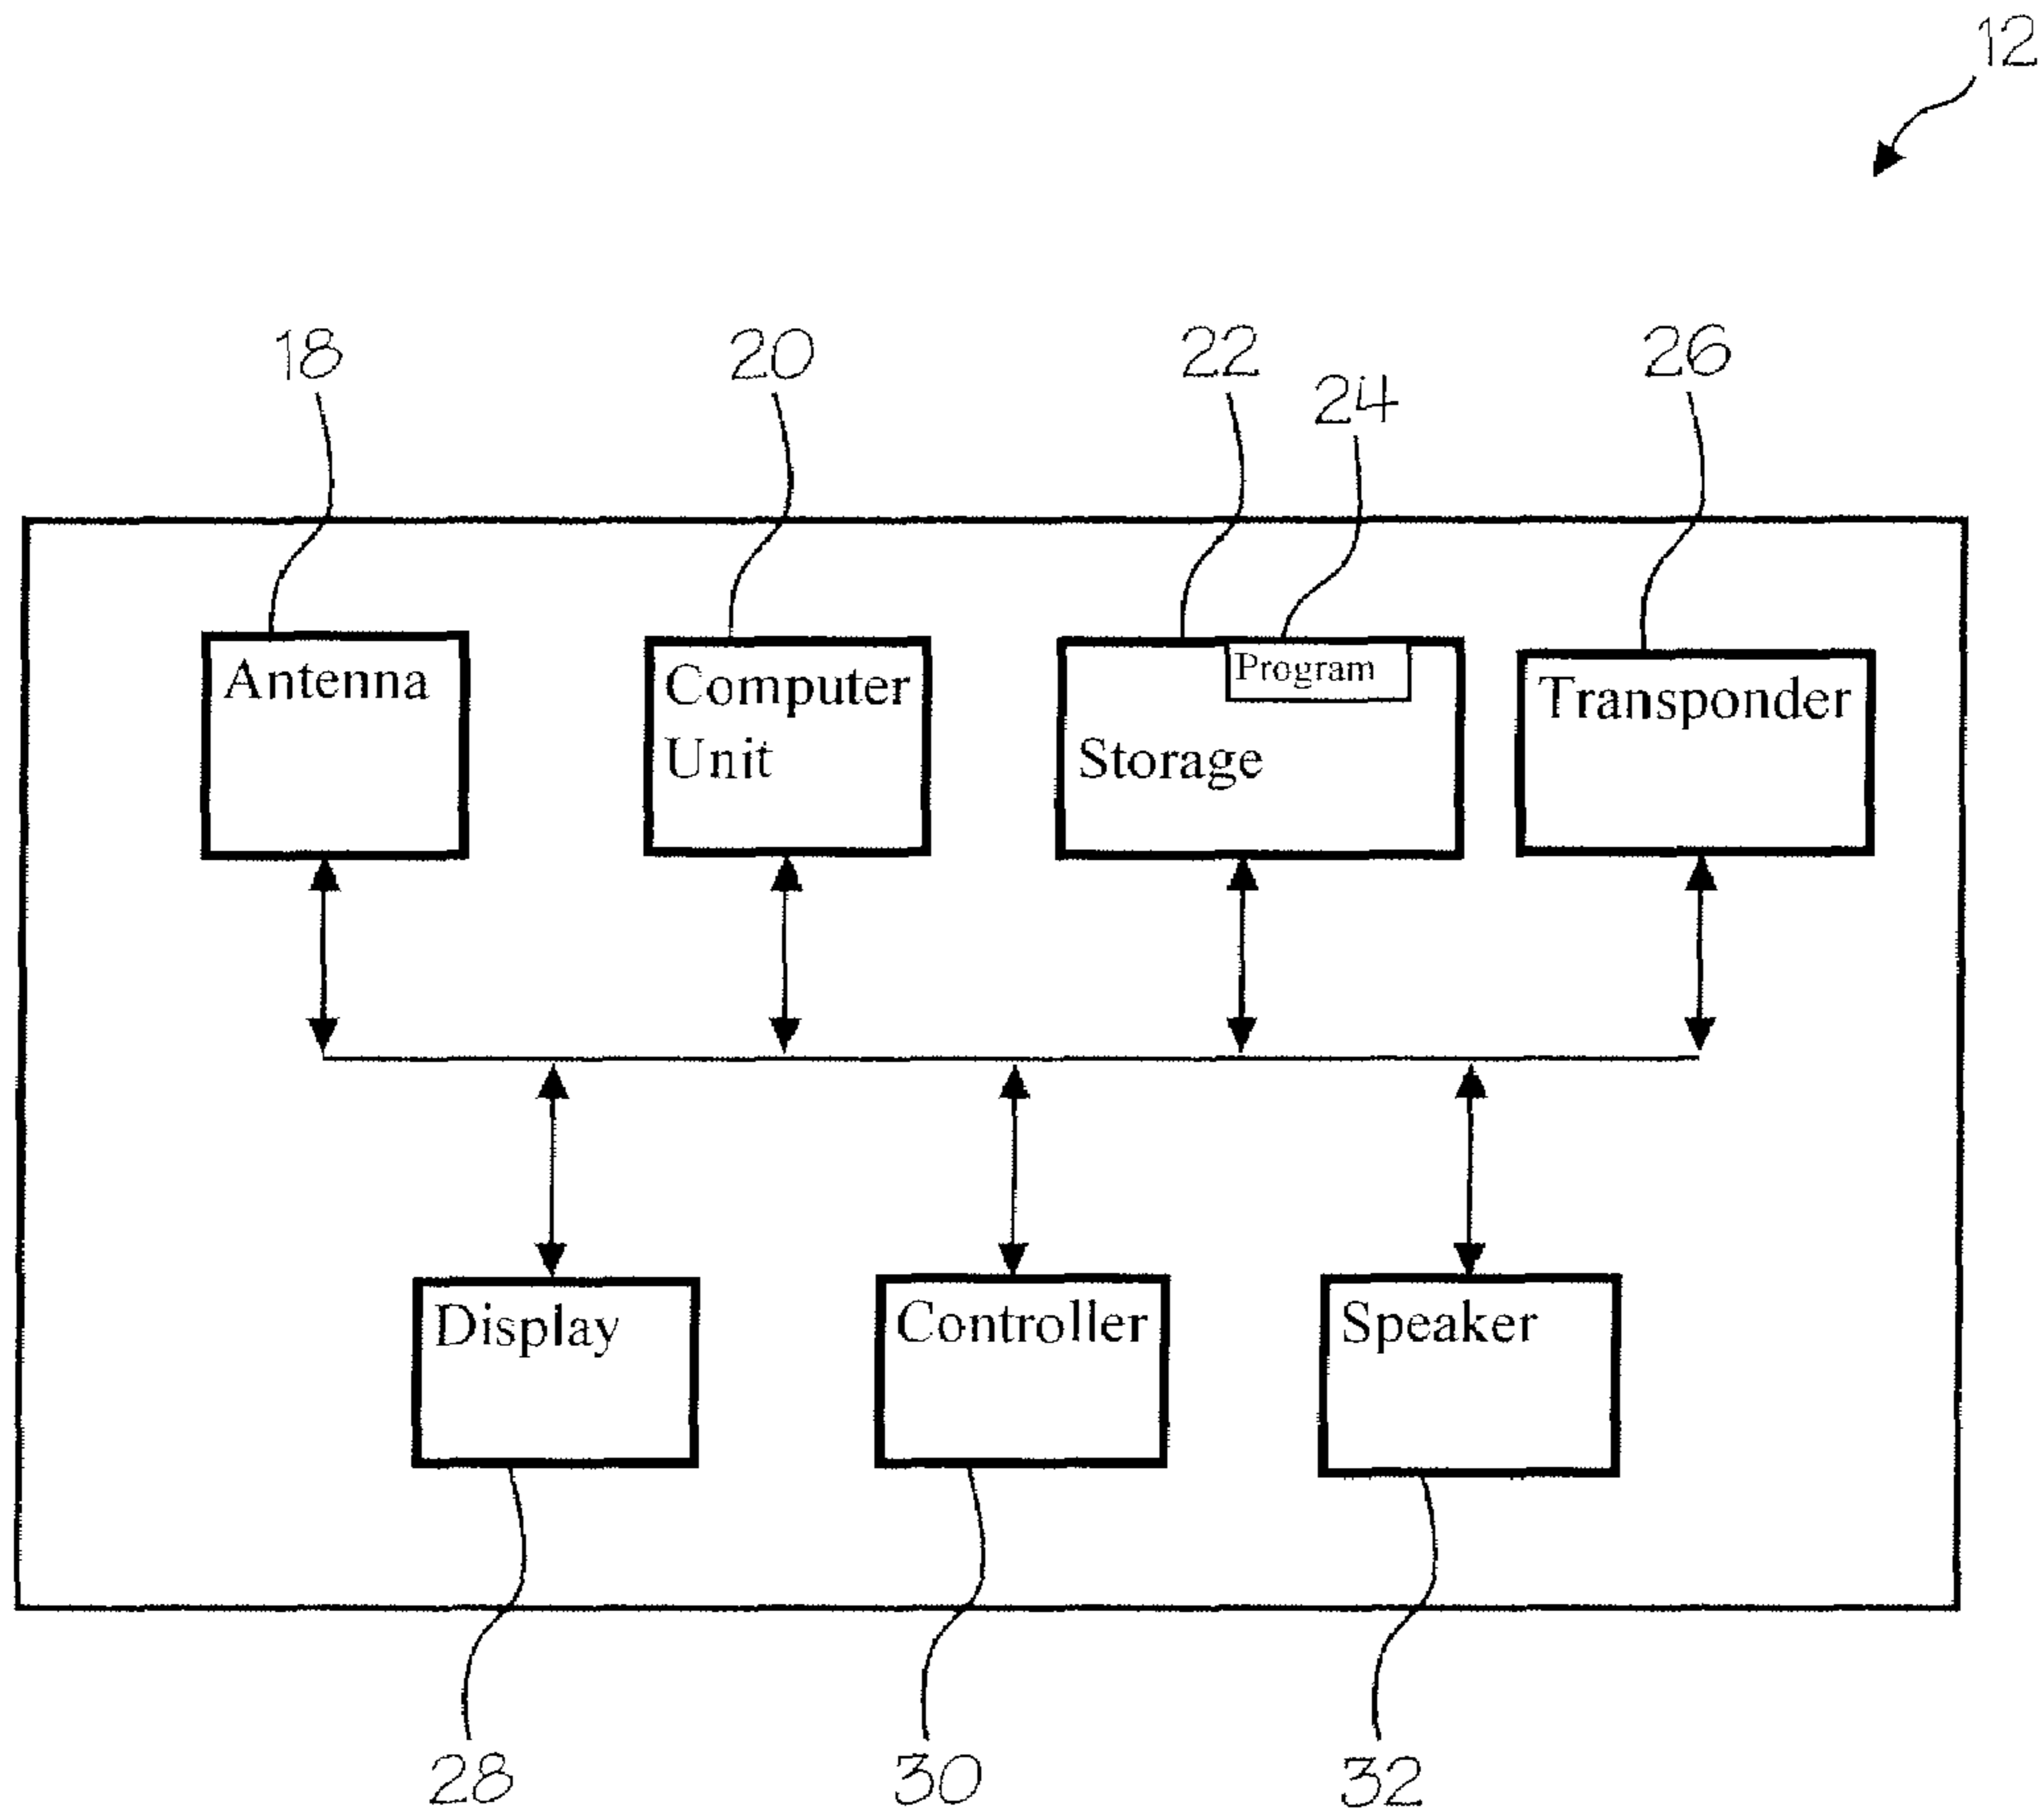 12
18
20
22
24
26
Antenna
Computer
Unit
Program
Storage
Transponder
Display
Controller
Speaker
28
30
32